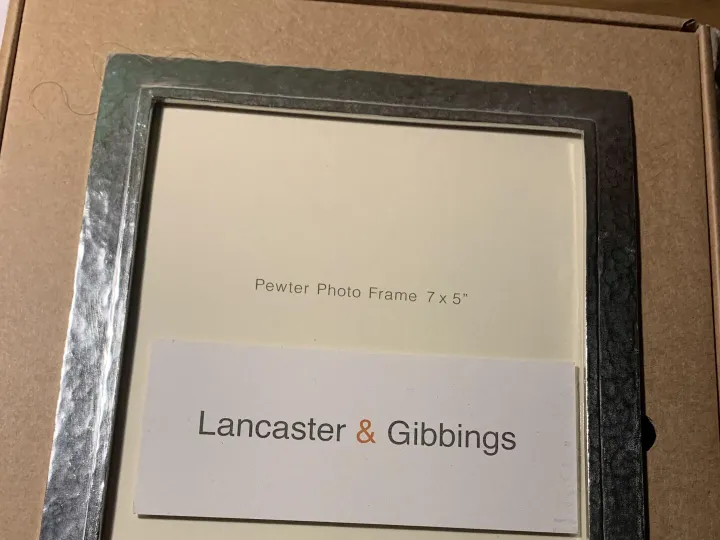 Pewter Photo Frame 7 x 5”
Lancaster & Gibbings